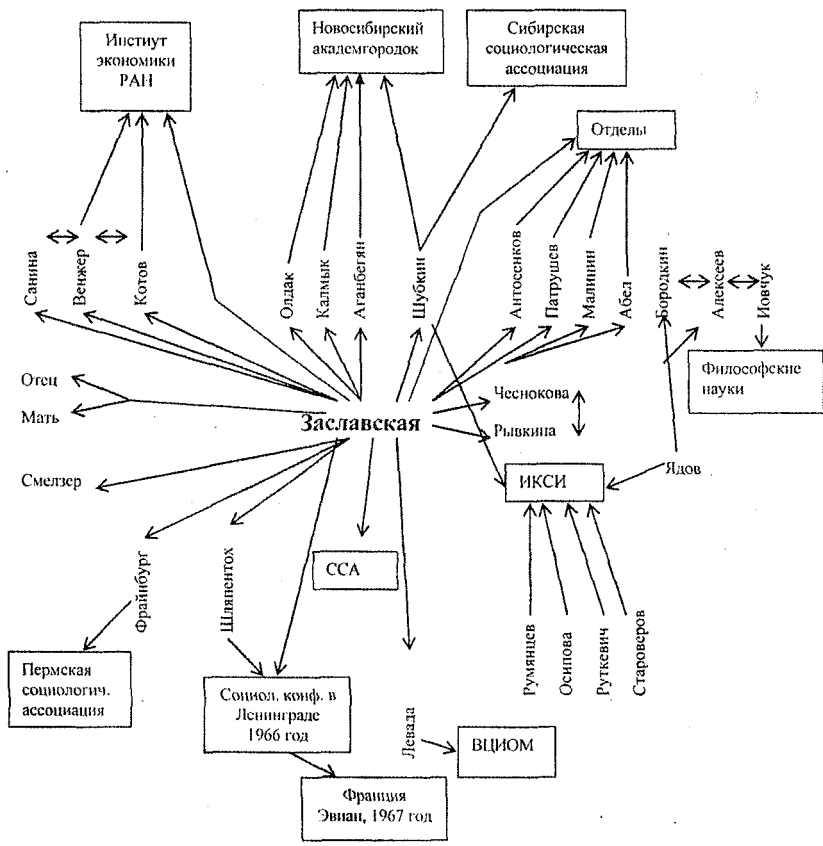 Инстиут
экономики
РАН
Новосибирский
академгородок
Сибирская
социологическая
ассоциация
Отделы
Санина
Венжер
Котов
Олдак
Калмык
Аганбегян
Шубкин
Антосенков
Патрушев
Малинин
Абел
Бородкин
Алексеев
Иовчук
Философские
науки
Отец
Мать
Заславская
Чеснокова
Рывкина
Смелзер
ИКСИ
Ядов
Фрайнбург
Шляпентох
ССА
Румянцев
Осипова
Руткевич
Староверов
Пермская
социологич.
ассоциация
Социол. конф. в
Ленинграде
1966 год
Левада
ВЦИОМ
Франция
Эвиан, 1967 год